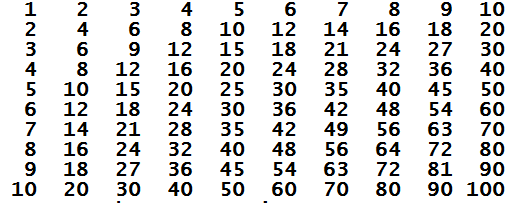 1 2 3 4 5 6 7 8 9 10
2 4 6 8 10 12 14 16 18 20
3 6 9 12 15 18 21 24 27 30
4 8 12 16 20 24 28 32 36 40
5 10 15 20 25 30 35 40 45 50
6 12 18 24 30 36 42 48 54 60
7 14 21 28 35 42 49 56 63 70
8 16 24 32 40 48 56 64 72 80
9 18 27 36 45 54 63 72 81 90
10 20 30 40 50 60 70 80 90 100